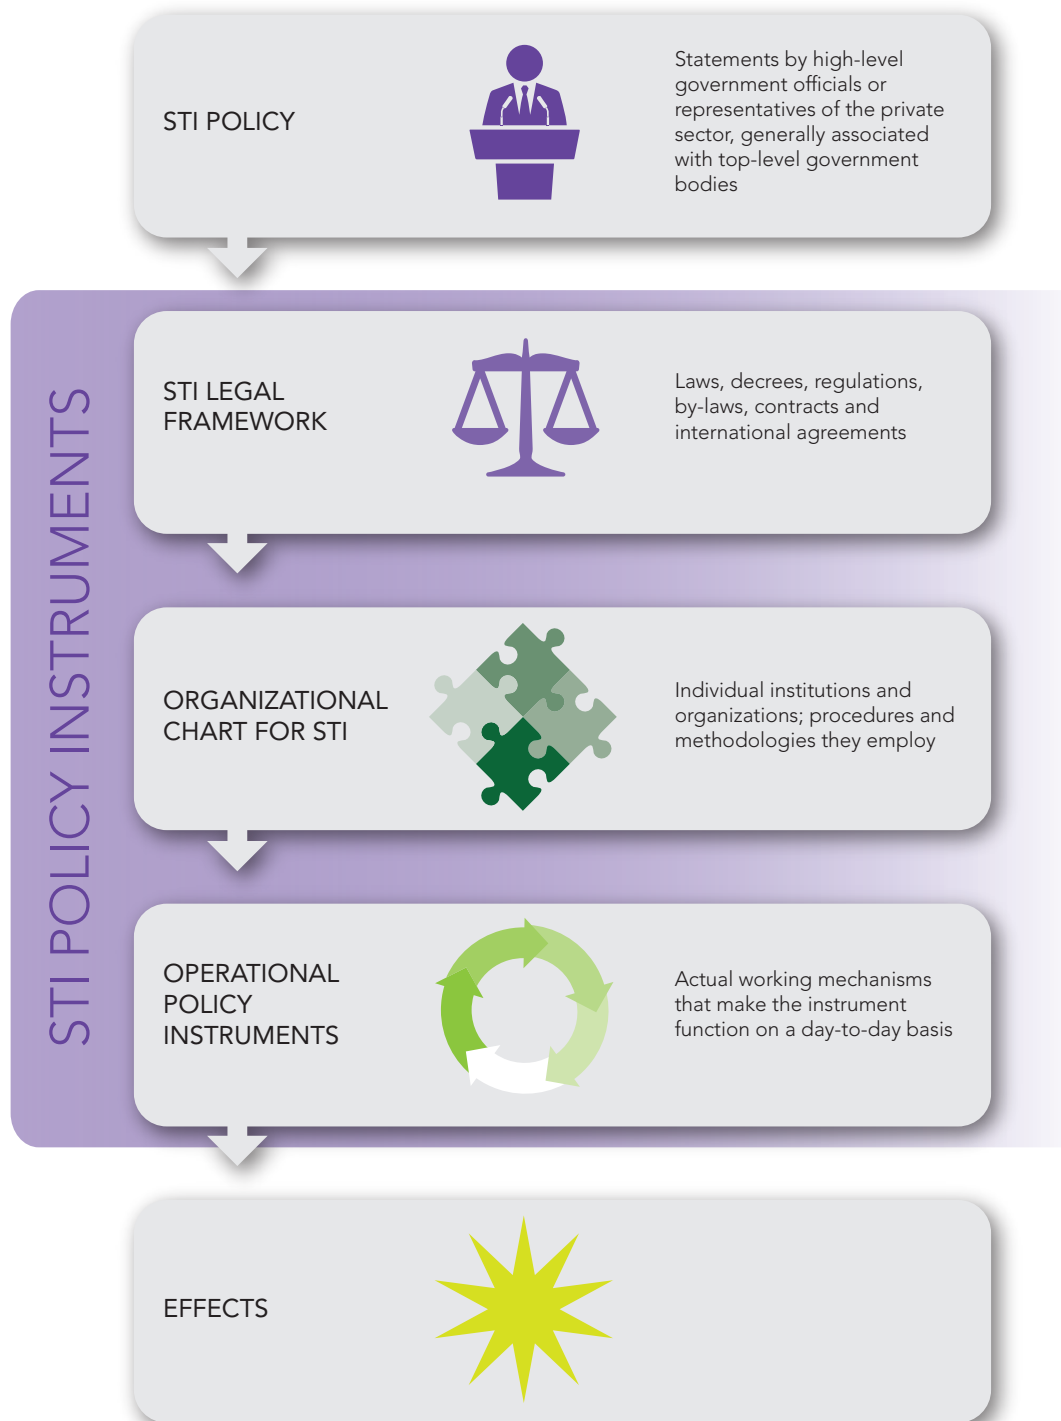 STI POLICY
Statements by high-level
government officials or
representatives of the private
sector, generally associated
with top-level government
bodies
STI POLICY INSTRUMENTS
STI LEGAL
FRAMEWORK
Laws, decrees, regulations,
by-laws, contracts and
international agreements
ORGANIZATIONAL
CHART FOR STI
Individual institutions and
organizations; procedures and
methodologies they employ
OPERATIONAL
POLICY
INSTRUMENTS
Actual working mechanisms
that make the instrument
function on a day-to-day basis
EFFECTS